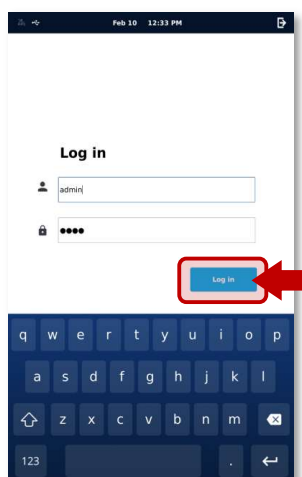 Feb 10 12:33 PM
Log in
admin
••••
Log in
q w e r t y u i o p
a s d f g h j k l
z x c v b n m
123 .